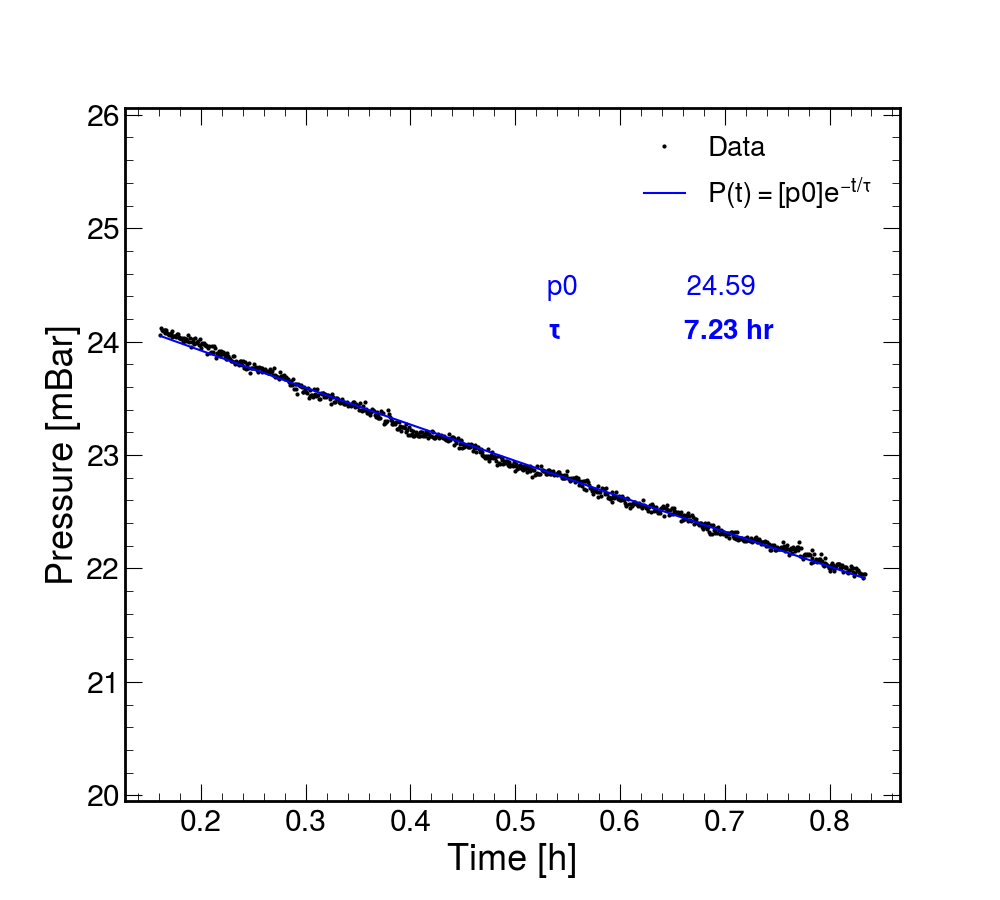 26
25
24
23
22
21
20
Pressure [mBar]
Data
P(t) = [p0]e^{-t/τ}
p0 24.59
τ 7.23 hr
0.2 0.3 0.4 0.5 0.6 0.7 0.8
Time [h]